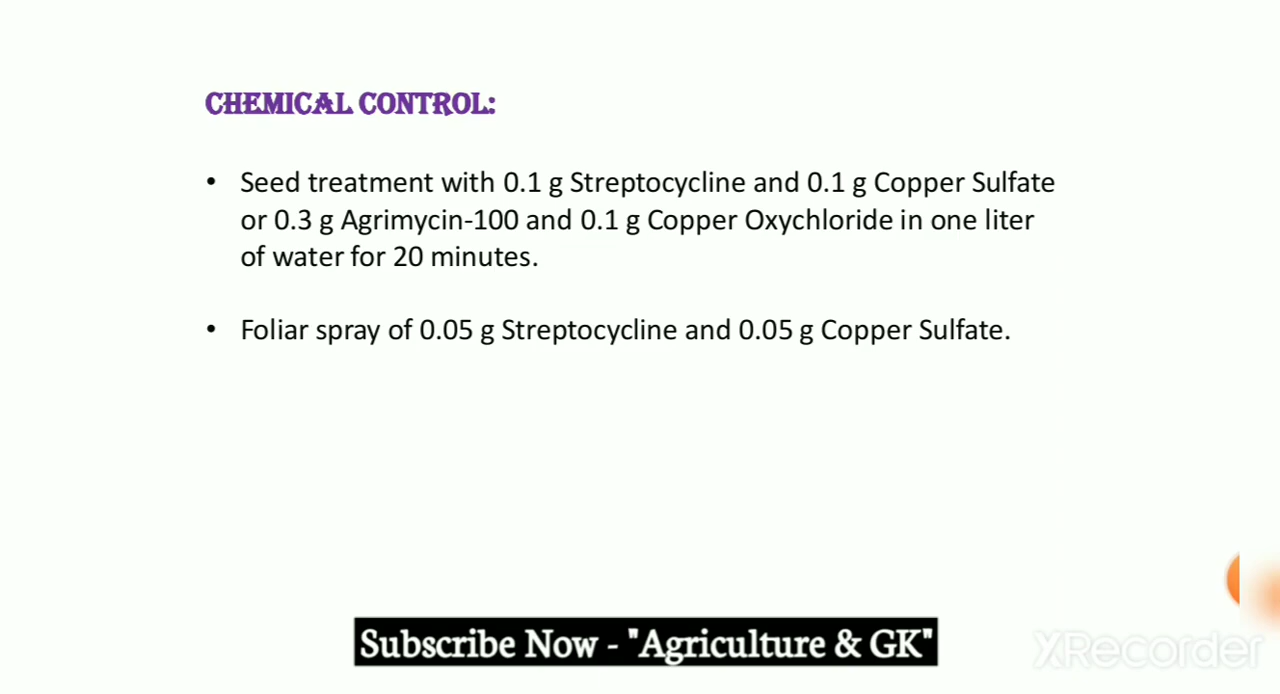 CHEMICAL CONTROL:
• Seed treatment with 0.1 g Streptocycline and 0.1 g Copper Sulfate
or 0.3 g Agrimycin-100 and 0.1 g Copper Oxychloride in one liter
of water for 20 minutes.
• Foliar spray of 0.05 g Streptocycline and 0.05 g Copper Sulfate.
Subscribe Now - "Agriculture & GK"
XRecorder